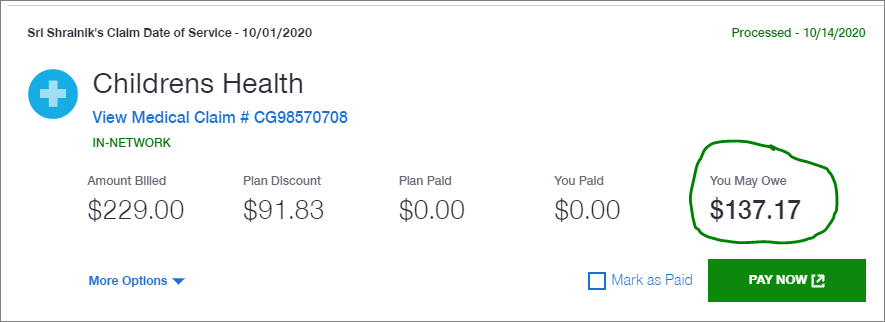 Sri Shralnik's Claim Date of Service - 10/01/2020
Processed - 10/14/2020
Childrens Health
View Medical Claim # CG98570708
IN-NETWORK
Amount Billed
Plan Discount
Plan Paid
You Paid
You May Owe
$229.00
$91.83
$0.00
$0.00
$137.17
More Options
Mark as Paid
PAY NOW